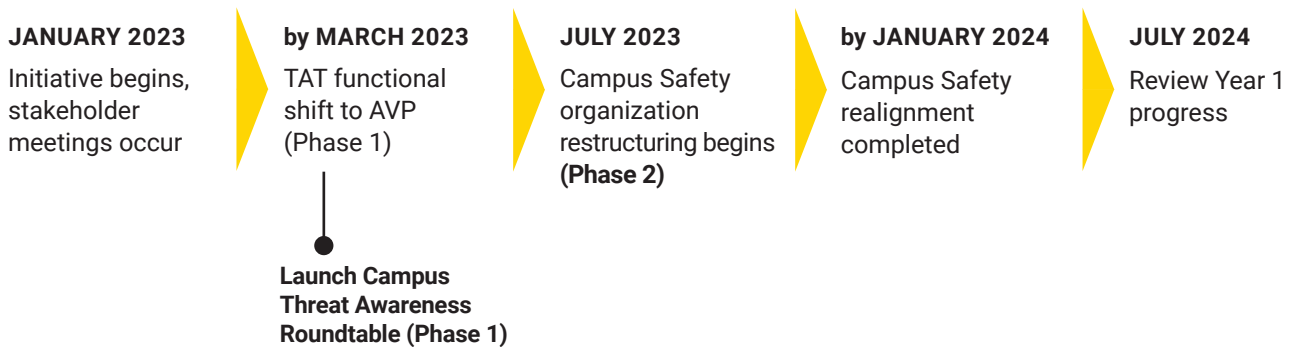 JANUARY 2023
Initiative begins,
stakeholder
meetings occur
by MARCH 2023
TAT functional
shift to AVP
(Phase 1)
Launch Campus
Threat Awareness
Roundtable (Phase 1)
JULY 2023
Campus Safety
organization
restructuring begins
(Phase 2)
by JANUARY 2024
Campus Safety
realignment
completed
JULY 2024
Review Year 1
progress